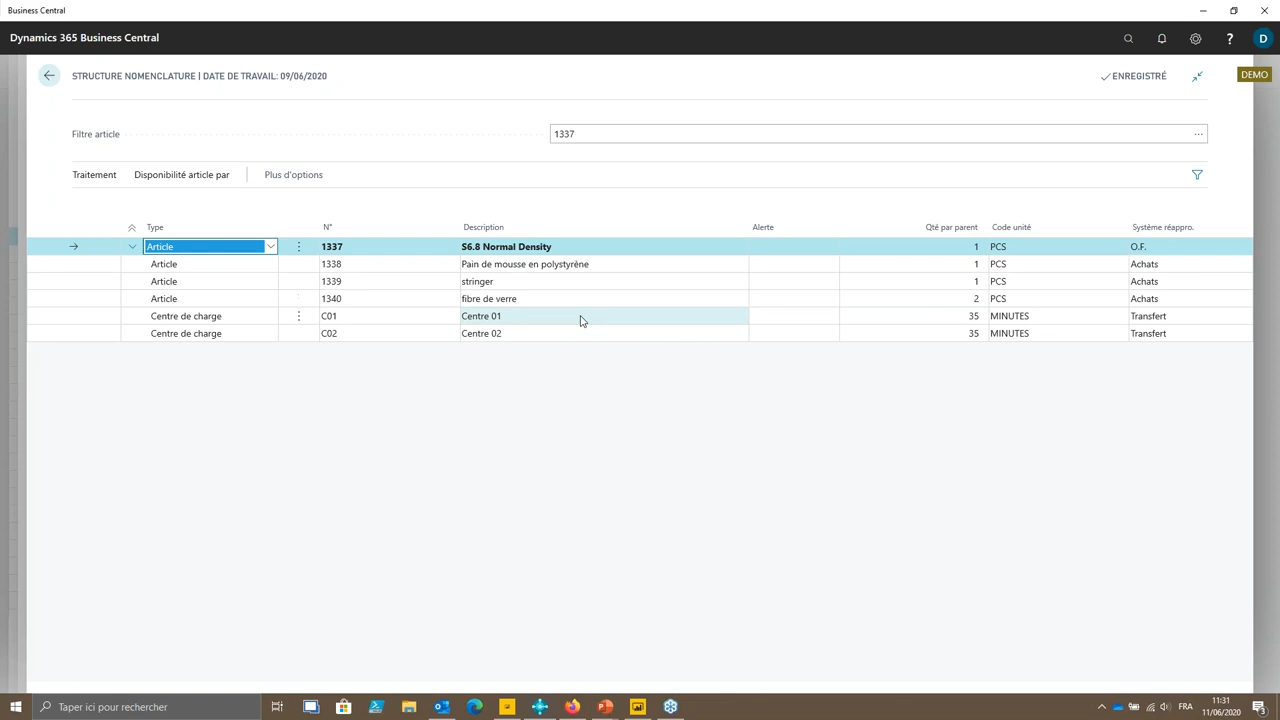 Business Central
Dynamics 365 Business Central
?
D
STRUCTURE NOMENCLATURE | DATE DE TRAVAIL: 09/06/2020
ENREGISTRÉ
DEMO
Filtre article
1337
...
Traitement Disponibilité article par Plus d'options
Type N° Description Alerte Qté par parent Code unité Système réappro.
Article 1337 S6.8 Normal Density 1 PCS O.F.
Article 1338 Pain de mousse en polystyrène 1 PCS Achats
Article 1339 stringer 1 PCS Achats
Article 1340 fibre de verre 2 PCS Achats
Centre de charge C01 Centre 01 35 MINUTES Transfert
Centre de charge C02 Centre 02 35 MINUTES Transfert
Taper ici pour rechercher
FRA
11:31
11/06/2020
3